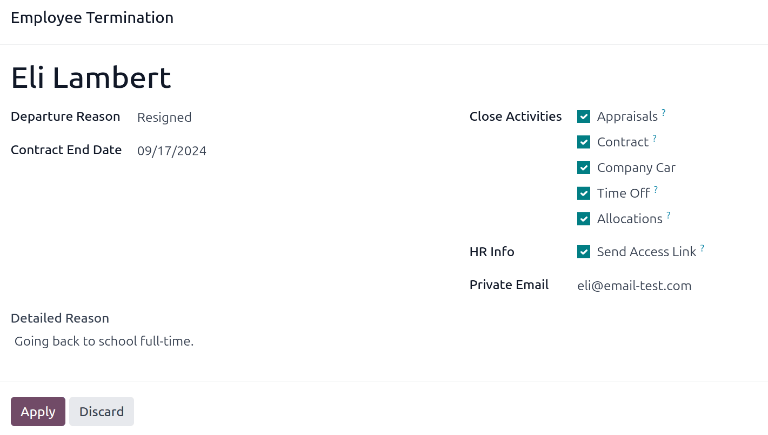 Employee Termination
Eli Lambert
Departure Reason Resigned
Contract End Date 09/17/2024
Close Activities Appraisals ?
Contract ?
Company Car
Time Off ?
Allocations ?
HR Info Send Access Link ?
Private Email eli@email-test.com
Detailed Reason
Going back to school full-time.
Apply Discard